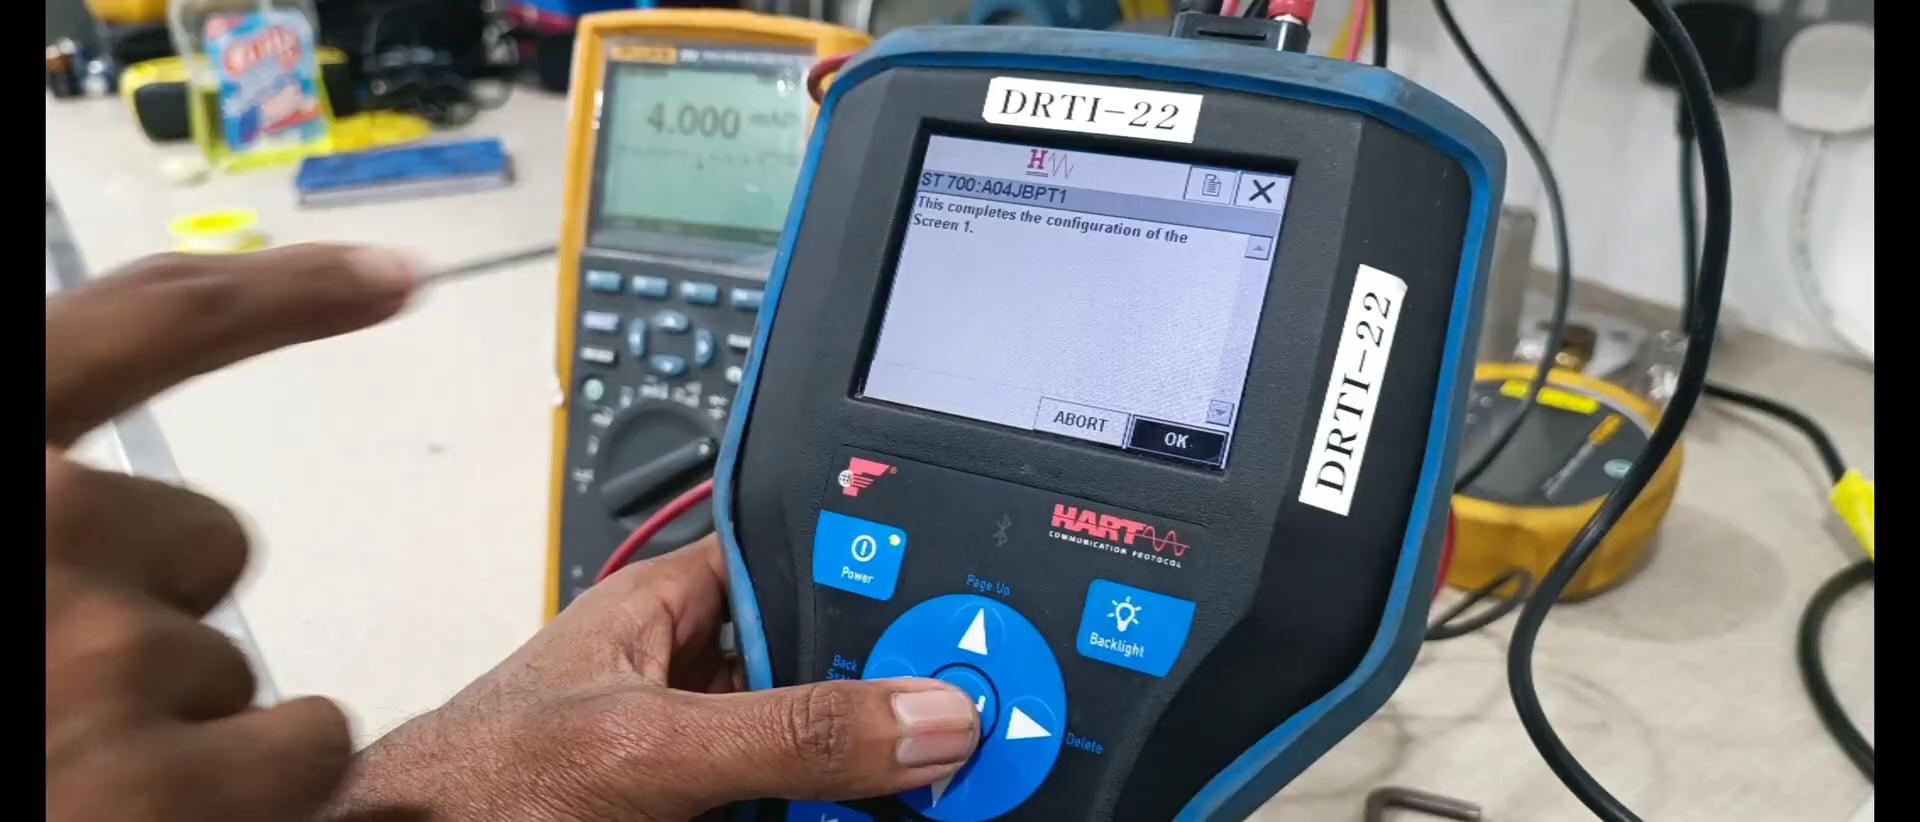 4.000 mA
DRTI-22
ST 700:A04JBPT1
This completes the configuration of the
Screen 1.
ABORT
OK
DRTI-22
HART
COMMUNICATION PROTOCOL
Power
Page Up
Backlight
Back
Delete